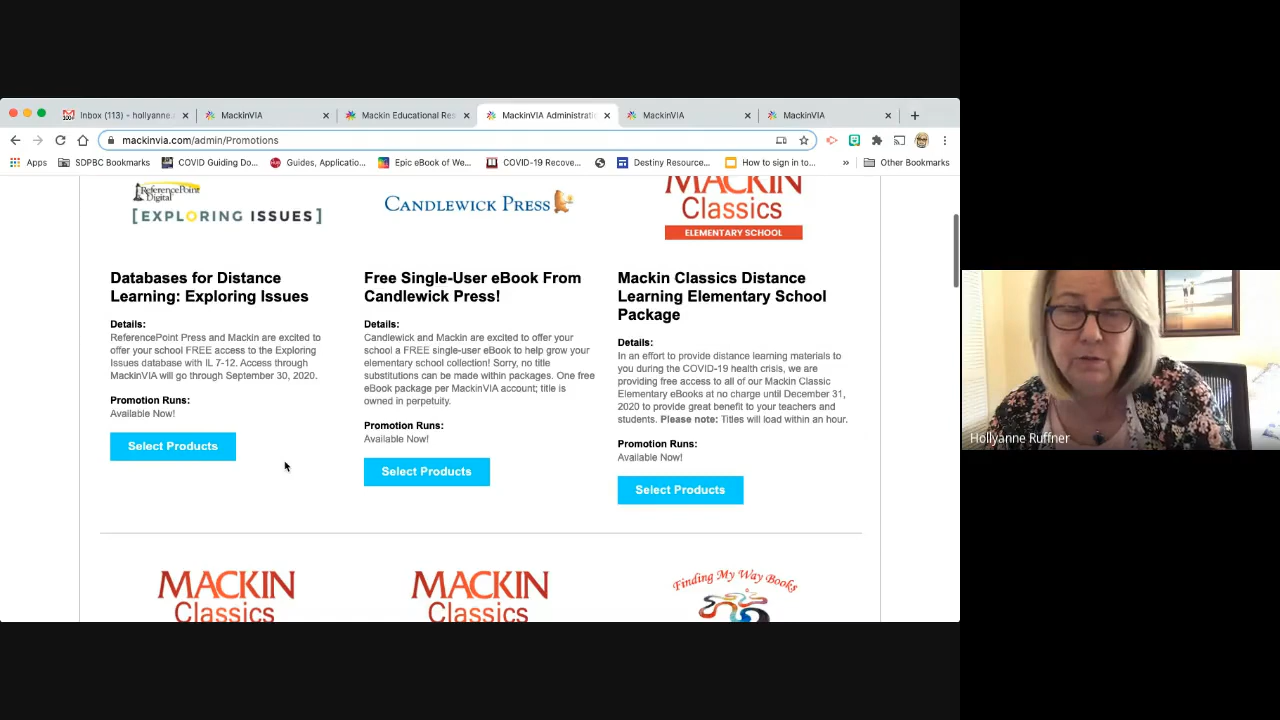 Inbox (113) - hollyanne.
MackinVIA
Mackin Educational Res
MackinVIA Administratio
MackinVIA
MackinVIA
mackinvia.com/admin/Promotions
Apps
SDPBC Bookmarks
COVID Guiding Do...
Guides, Applicatio...
Epic eBook of We...
COVID-19 Recove...
Destiny Resource...
How to sign in to...
»
Other Bookmarks
ReferencePoint
Digital
[EXPLORING ISSUES]
CANDLEWICK PRESS
MACKIN
Classics
ELEMENTARY SCHOOL
Databases for Distance
Learning: Exploring Issues
Details:
ReferencePoint Press and Mackin are excited to
offer your school FREE access to the Exploring
Issues database with IL 7-12. Access through
MackinVIA will go through September 30, 2020.
Promotion Runs:
Available Now!
Select Products
Free Single-User eBook From
Candlewick Press!
Details:
Candlewick and Mackin are excited to offer your
school a FREE single-user eBook to help grow your
elementary school collection! Sorry, no title
substitutions can be made within packages. One free
eBook package per MackinVIA account; title is
owned in perpetuity.
Promotion Runs:
Available Now!
Select Products
Mackin Classics Distance
Learning Elementary School
Package
Details:
In an effort to provide distance learning materials to
you during the COVID-19 health crisis, we are
providing free access to all of our Mackin Classic
Elementary eBooks at no charge until December 31,
2020 to provide great benefit to your teachers and
students. Please note: Titles will load within an hour.
Promotion Runs:
Available Now!
Select Products
MACKIN
Classics
MACKIN
Classics
Finding My Way Books
Hollyanne Ruffner